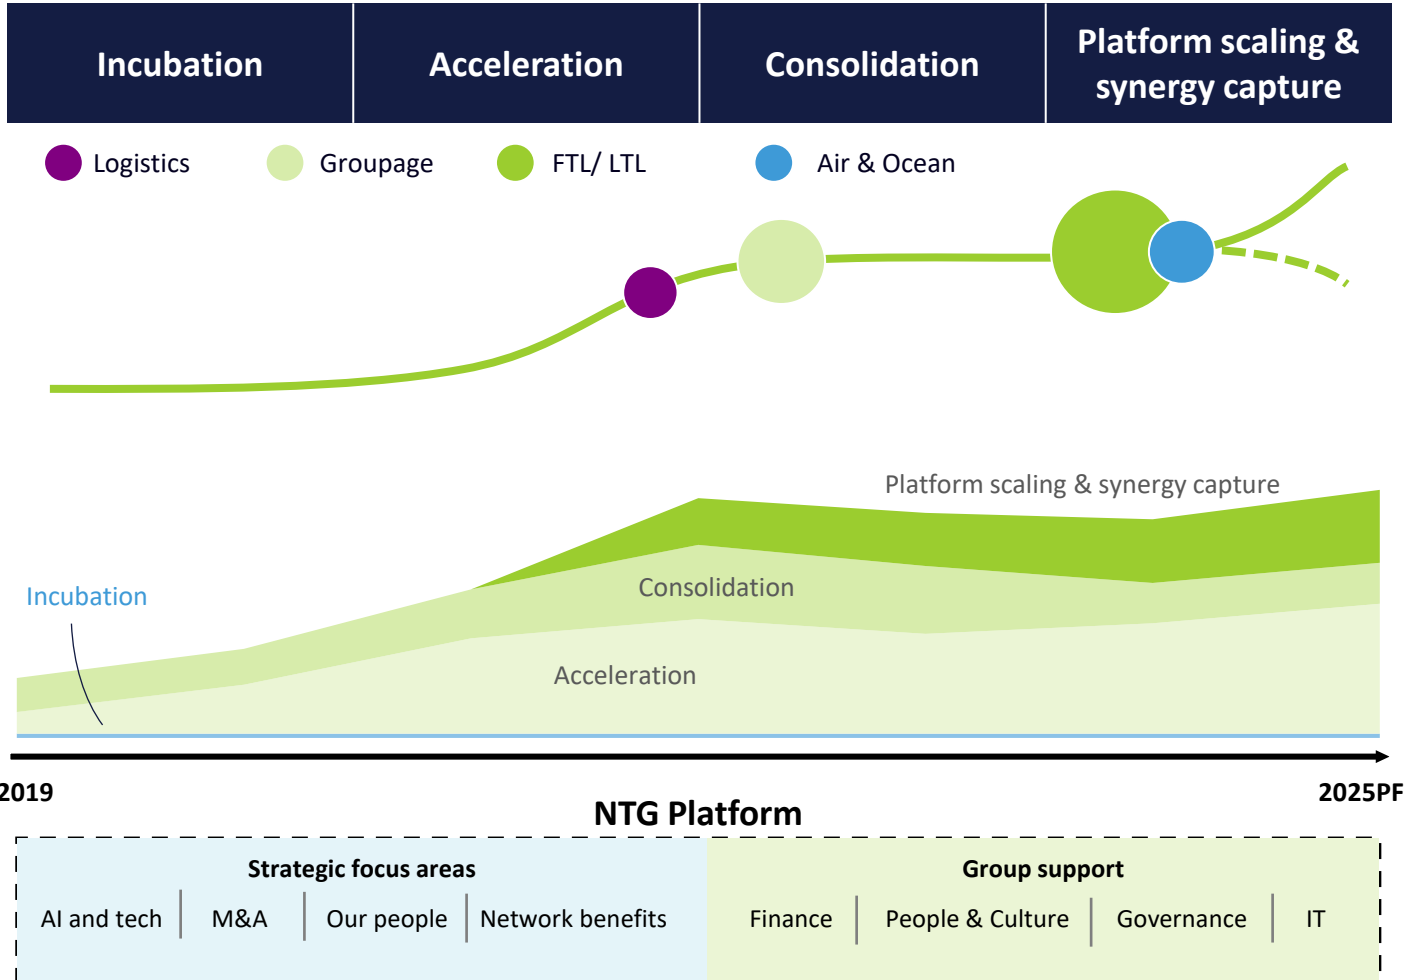 Incubation
Acceleration
Consolidation
Platform scaling &
synergy capture
Logistics
Groupage
FTL/ LTL
Air & Ocean
Platform scaling & synergy capture
Incubation
Consolidation
Acceleration
2019
2025PF
NTG Platform
Strategic focus areas
AI and tech
M&A
Our people
Network benefits
Group support
Finance
People & Culture
Governance
IT